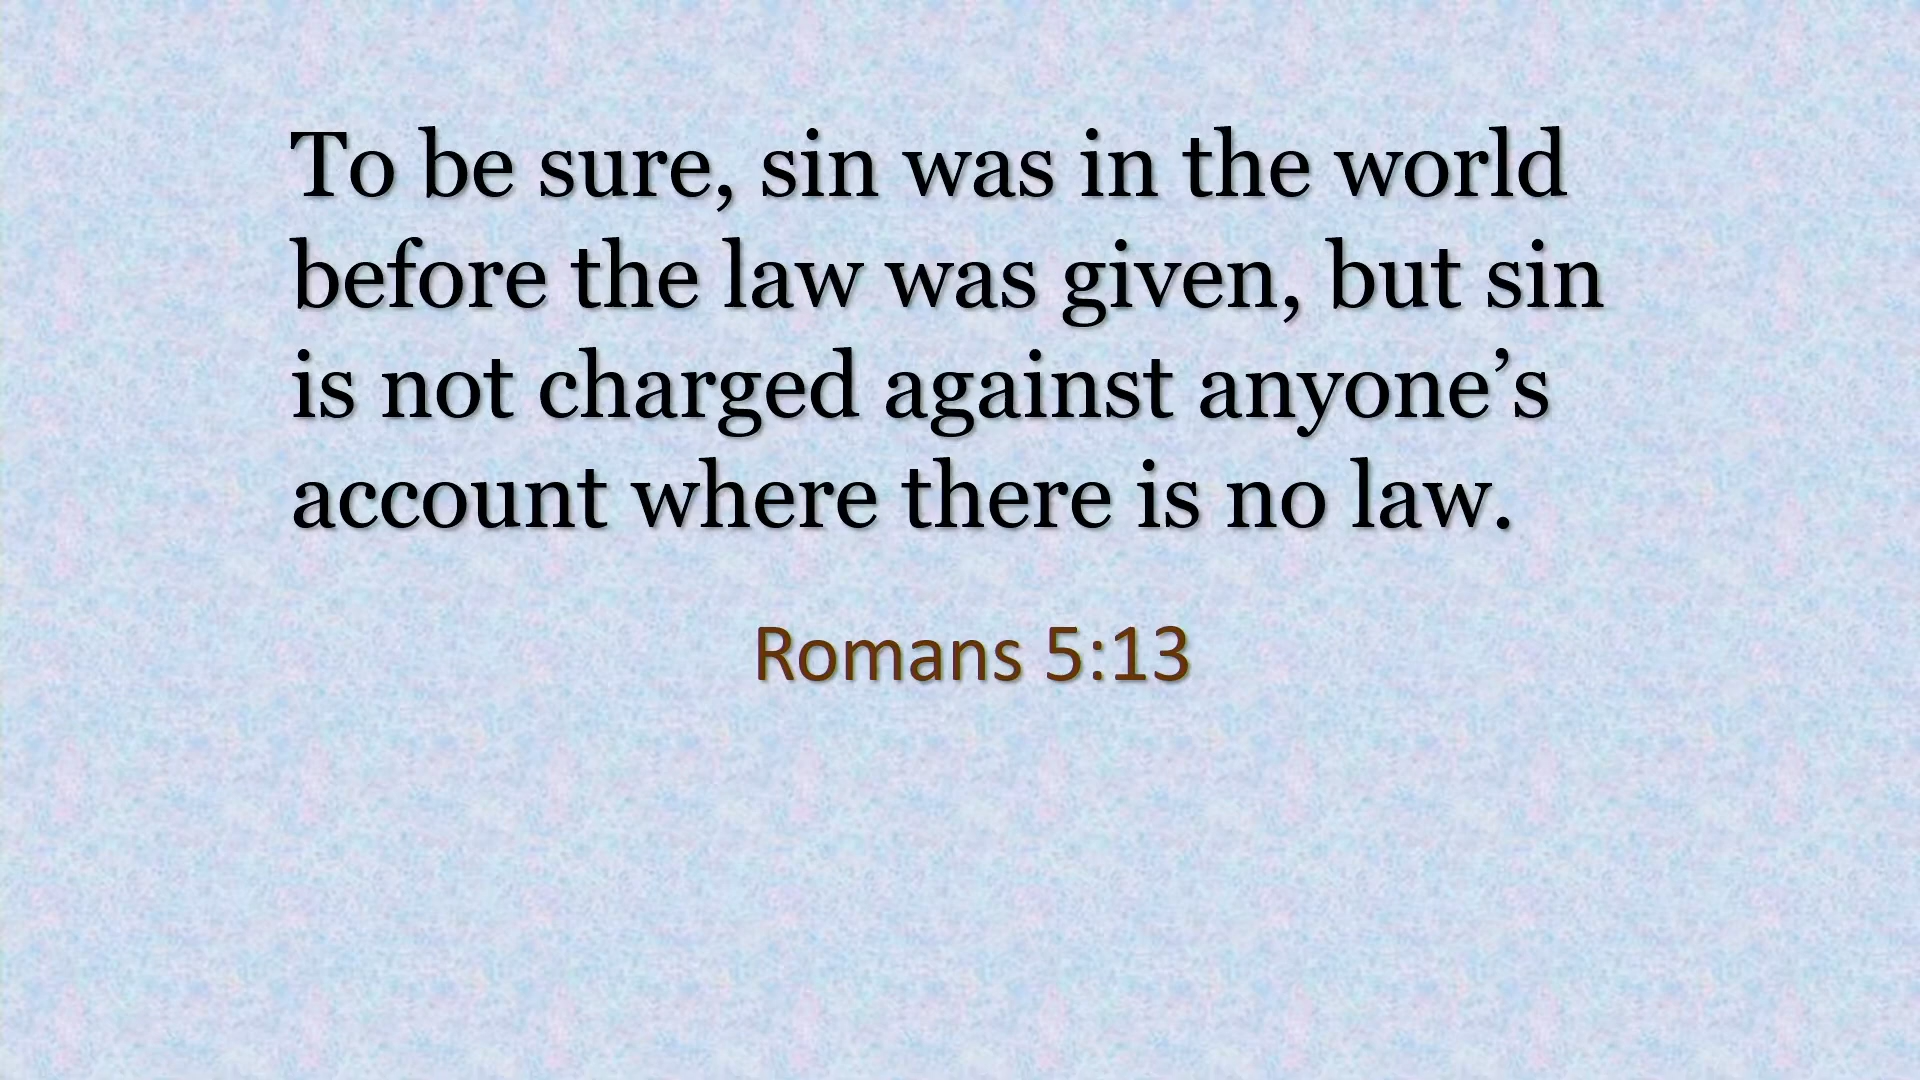 To be sure, sin was in the world
before the law was given, but sin
is not charged against anyone’s
account where there is no law.
Romans 5:13